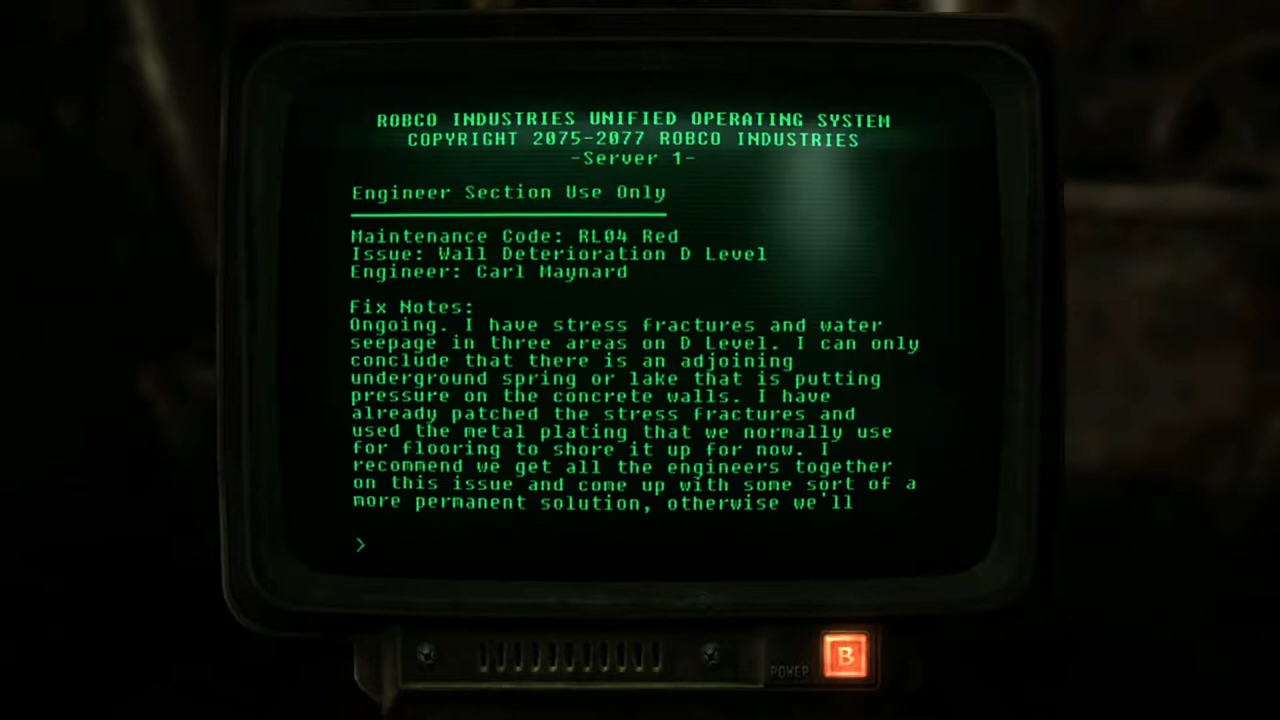 ROBCO INDUSTRIES UNIFIED OPERATING SYSTEM
COPYRIGHT 2075-2077 ROBCO INDUSTRIES
-Server 1-
Engineer Section Use Only
Maintenance Code: RL04 Red
Issue: Wall Deterioration D Level
Engineer: Carl Maynard
Fix Notes:
Ongoing. I have stress fractures and water
seepage in three areas on D Level. I can only
conclude that there is an adjoining
underground spring or lake that is putting
pressure on the concrete walls. I have
already patched the stress fractures and
used the metal plating that we normally use
for flooring to shore it up for now. I
recommend we get all the engineers together
on this issue and come up with some sort of a
more permanent solution, otherwise we'll
>
POWER B